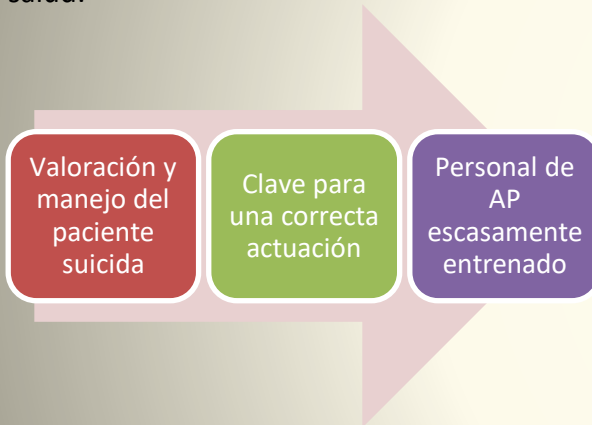 Valoración y
manejo del
paciente
suicida
Clave para
una correcta
actuación
Personal de
AP
escasamente
entrenado